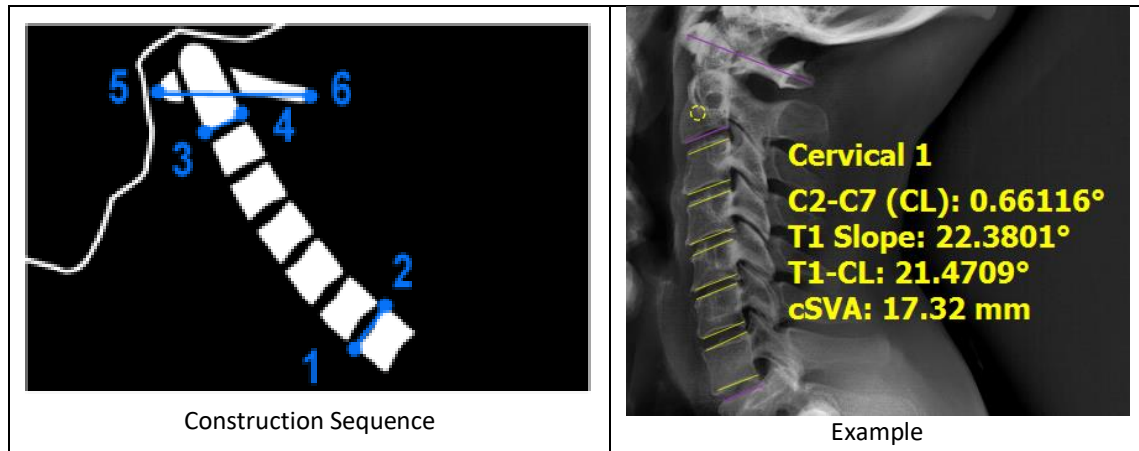 5
6
4
3
2
1
Construction Sequence
Cervical 1
C2-C7 (CL): 0.66116°
T1 Slope: 22.3801°
T1-CL: 21.4709°
cSVA: 17.32 mm
Example